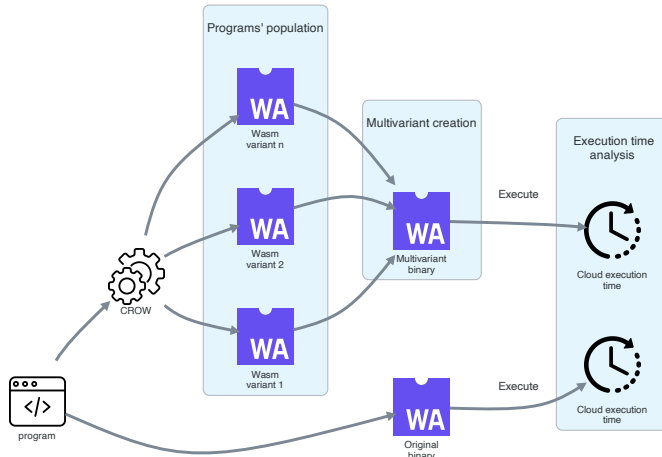 Programs' population
WA
Wasm
variant n
WA
Wasm
variant 2
WA
Wasm
variant 1
CROW
</>
program
Multivariant creation
WA
Multivariant
binary
WA
Original
binary
Execute
Execute
Execution time
analysis
Cloud execution
time
Cloud execution
time